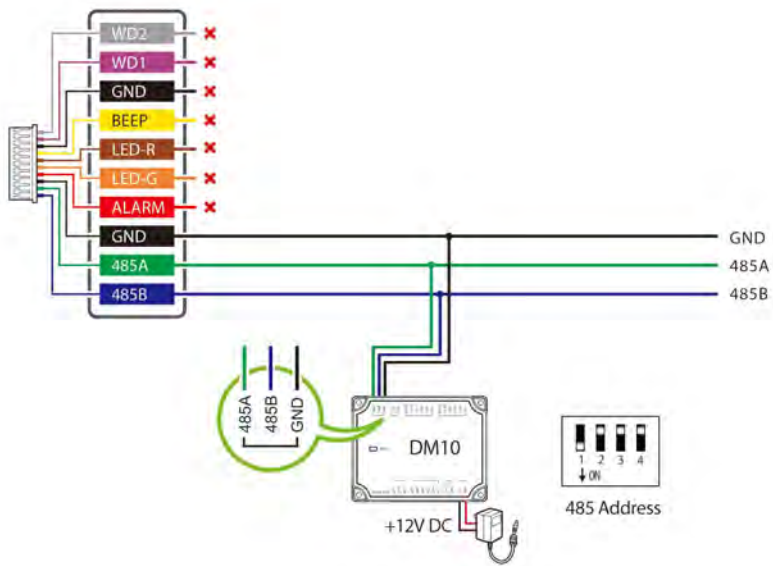 WD2
WD1
GND
BEEP
LED-R
LED-G
ALARM
GND
485A
485B
GND
485A
485B
485A
485B
GND
DM10
+12V DC
1 2 3 4
↓ ON
485 Address